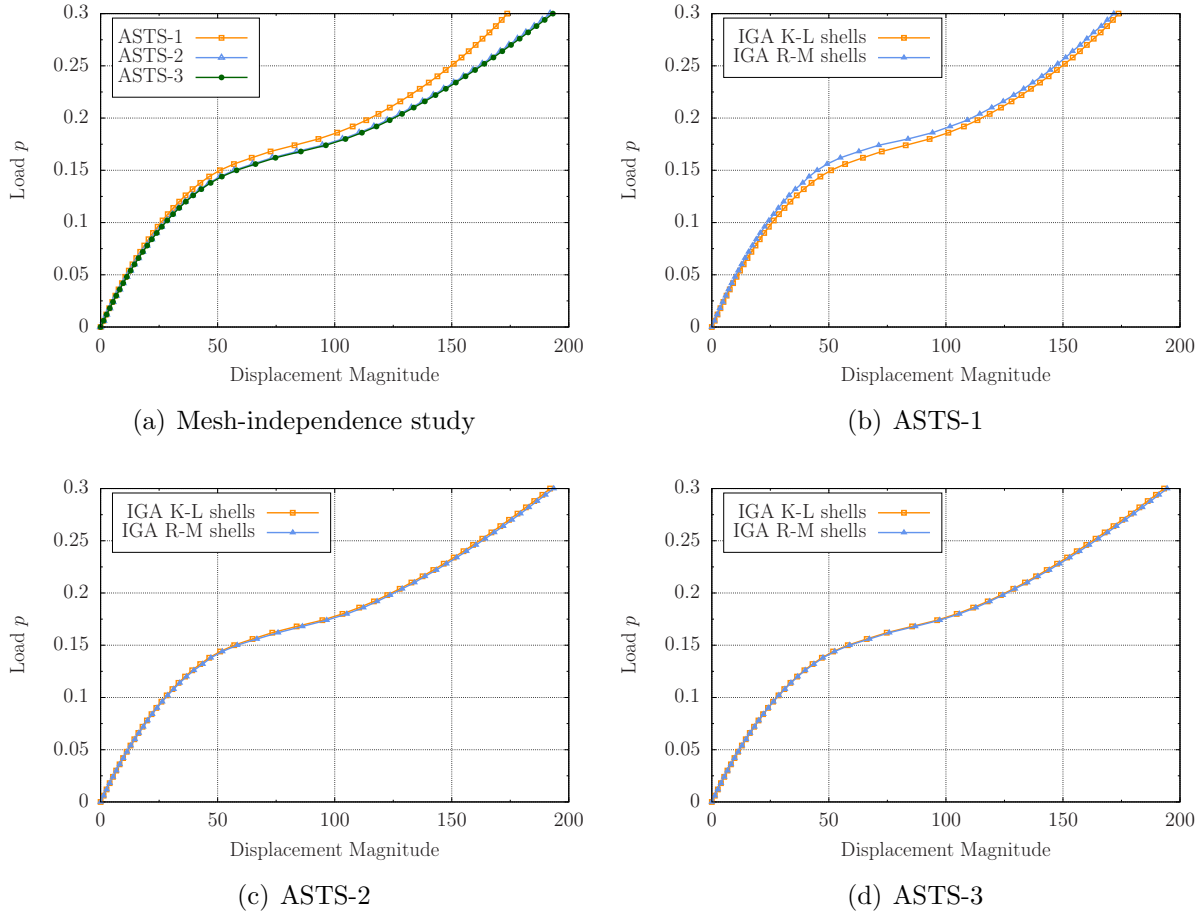 0.3
0.25
0.2
0.15
0.1
0.05
0
Load p
ASTS-1
ASTS-2
ASTS-3
0 50 100 150 200
Displacement Magnitude
(a) Mesh-independence study
0.3
0.25
0.2
0.15
0.1
0.05
0
Load p
IGA K-L shells
IGA R-M shells
0 50 100 150 200
Displacement Magnitude
(b) ASTS-1
0.3
0.25
0.2
0.15
0.1
0.05
0
Load p
IGA K-L shells
IGA R-M shells
0 50 100 150 200
Displacement Magnitude
(c) ASTS-2
0.3
0.25
0.2
0.15
0.1
0.05
0
Load p
IGA K-L shells
IGA R-M shells
0 50 100 150 200
Displacement Magnitude
(d) ASTS-3